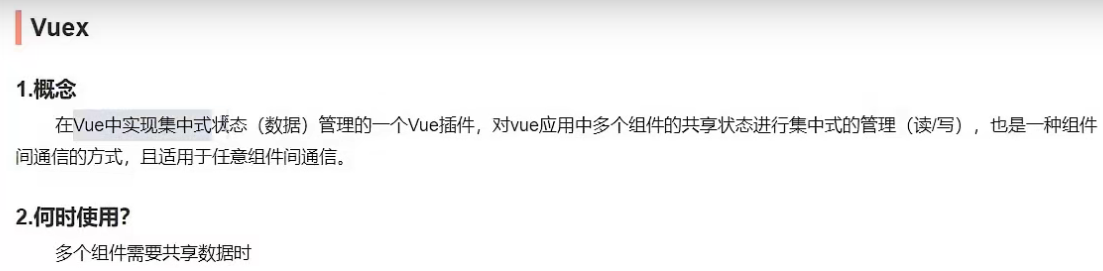 Vuex
1.概念
在Vue中实现集中式状态（数据）管理的一个Vue插件，对vue应用中多个组件的共享状态进行集中式的管理（读/写），也是一种组件
间通信的方式，且适用于任意组件间通信。
2.何时使用？
多个组件需要共享数据时